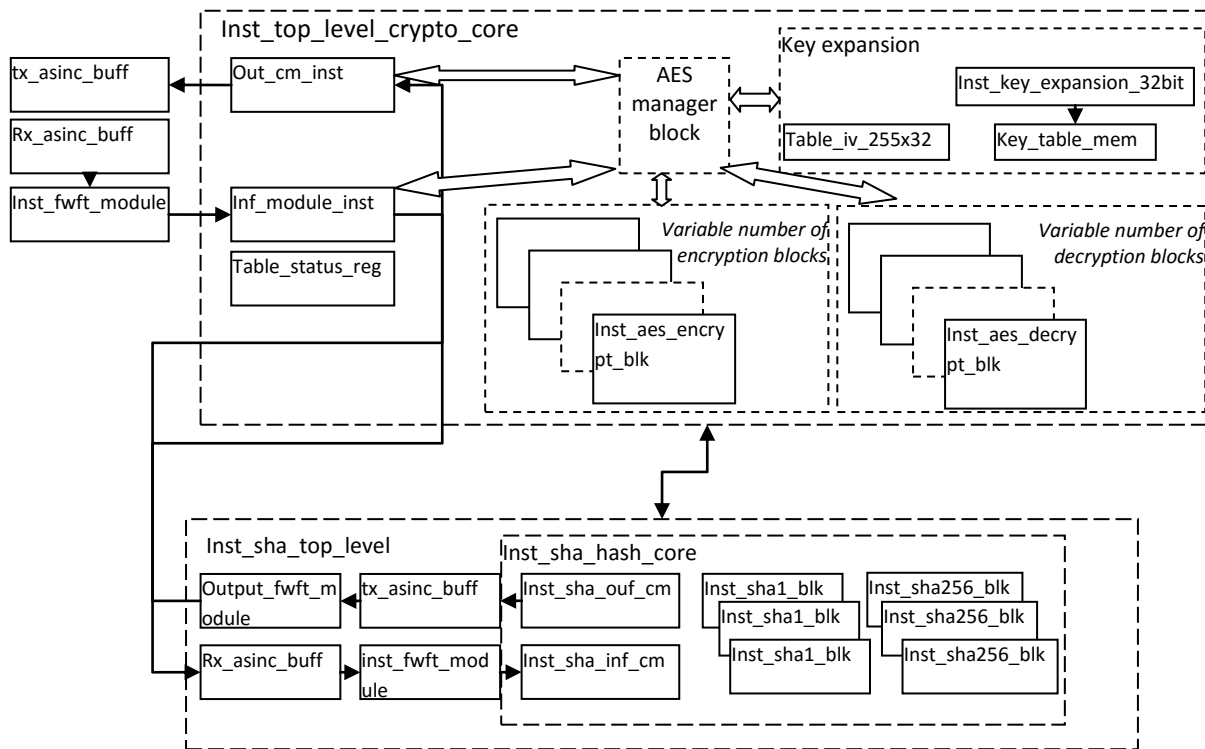 Inst_top_level_crypto_core
Key expansion
tx_asinc_buff
Out_cm_inst
AES
manager
block
Inst_key_expansion_32bit
Rx_asinc_buff
Table_iv_255x32
Key_table_mem
Inst_fwft_module
Inf_module_inst
Table_status_reg
Variable number of
encryption blocks
Inst_aes_encry
pt_blk
Variable number of
decryption blocks
Inst_aes_decry
pt_blk
Inst_sha_top_level
Inst_sha_hash_core
Output_fwft_m
odule
tx_asinc_buff
Inst_sha_ouf_cm
Inst_sha1_blk
Inst_sha1_blk
Inst_sha1_blk
Inst_sha256_blk
Inst_sha256_blk
Inst_sha256_blk
Rx_asinc_buff
inst_fwft_mod
ule
Inst_sha_inf_cm